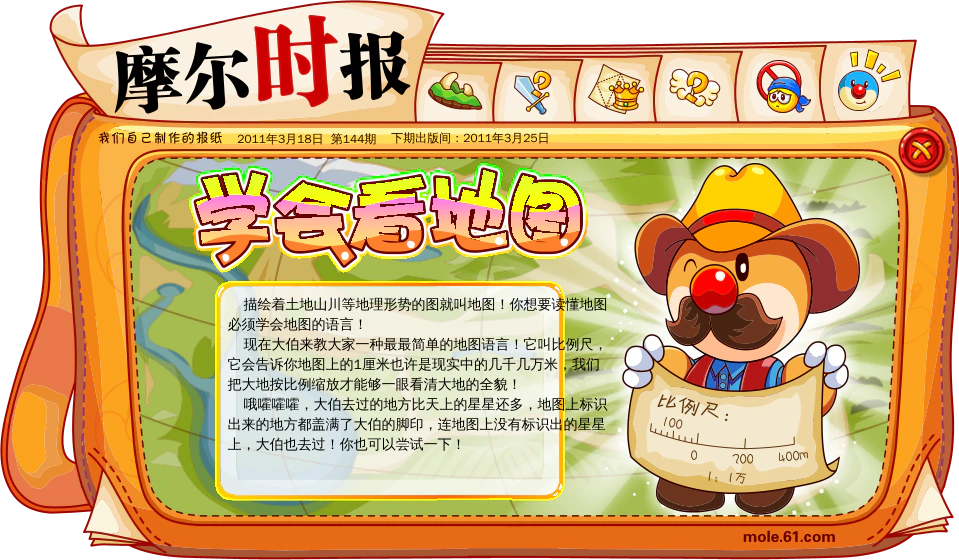 摩尔时报
我们自己制作的报纸 2011年3月18日 第144期 下期出版间：2011年3月25日
学会看地图
描绘着土地山川等地理形势的图就叫地图！你想要读懂地图
必须学会地图的语言！
现在大伯来教大家一种最最简单的地图语言！它叫比例尺，
它会告诉你地图上的1厘米也许是现实中的几千几万米，我们
把大地按比例缩放才能够一眼看清大地的全貌！
哦嚯嚯嚯，大伯去过的地方比天上的星星还多，地图上标识
出来的地方都盖满了大伯的脚印，连地图上没有标识出的星星
上，大伯也去过！你也可以尝试一下！
比例尺：
100
0 200 400m
1：1万
mole.61.com